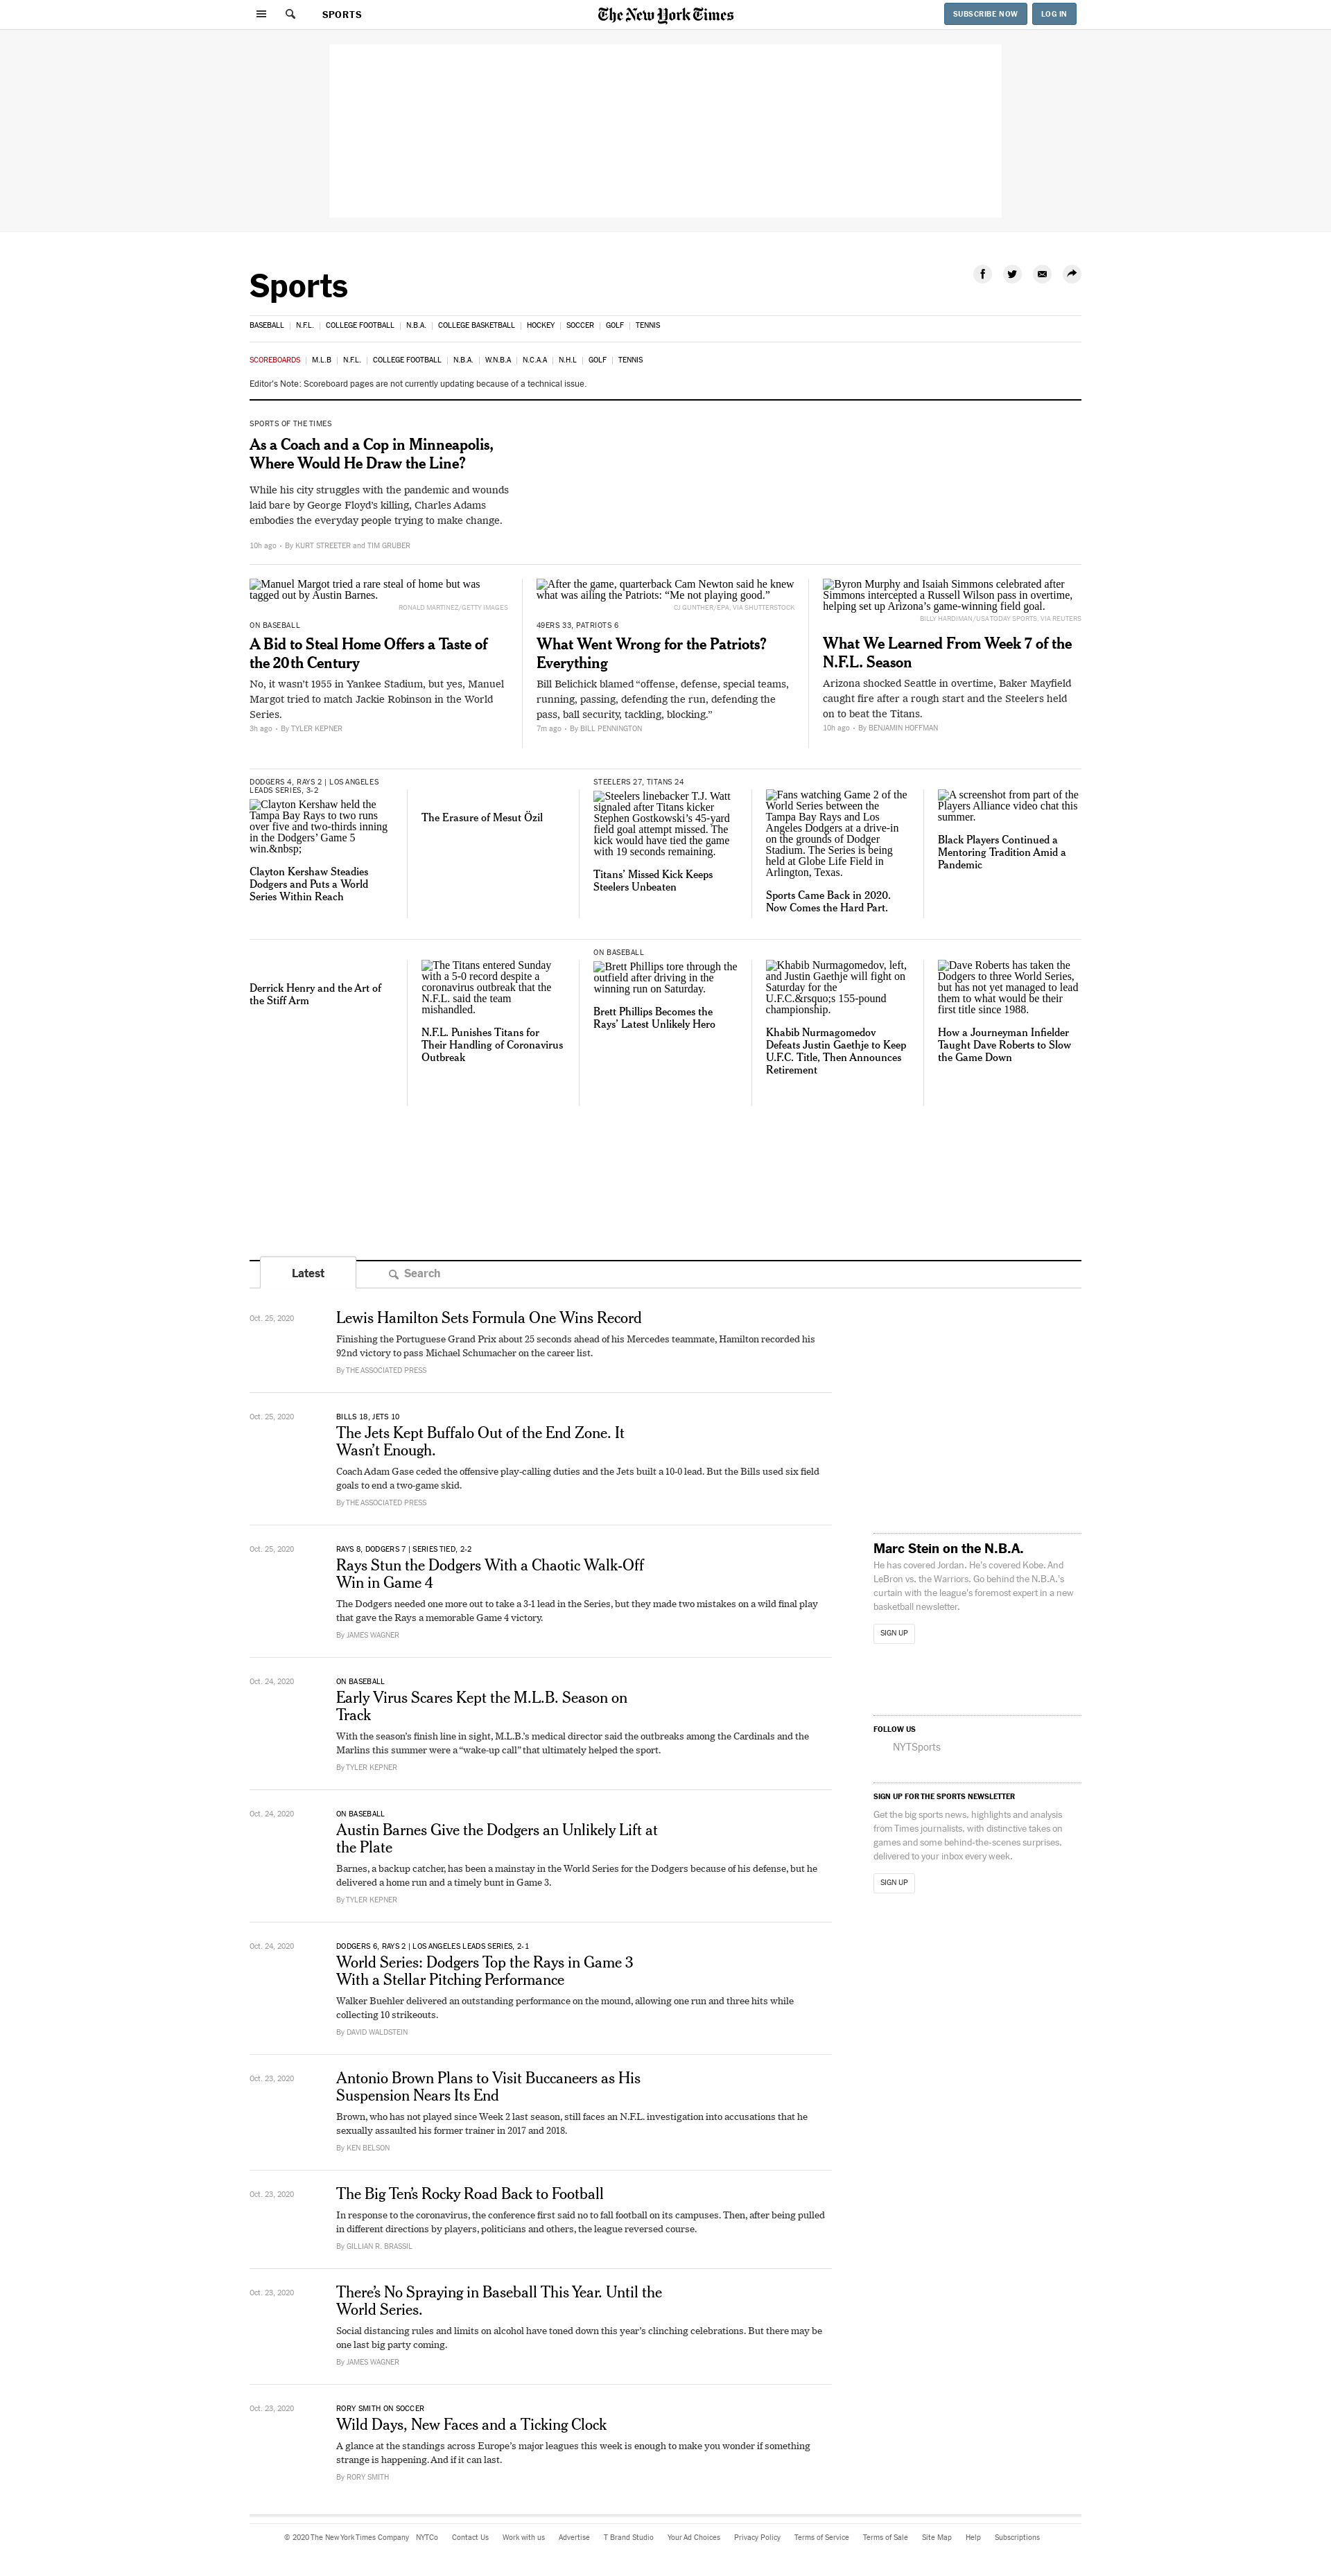 SPORTS
The New York Times
SUBSCRIBE NOW
LOG IN
Sports
BASEBALL | N.F.L. | COLLEGE FOOTBALL | N.B.A. | COLLEGE BASKETBALL | HOCKEY | SOCCER | GOLF | TENNIS
SCOREBOARDS | M.L.B | N.F.L. | COLLEGE FOOTBALL | N.B.A. | W.N.B.A | N.C.A.A | N.H.L | GOLF | TENNIS
Editor's Note: Scoreboard pages are not currently updating because of a technical issue.
SPORTS OF THE TIMES
As a Coach and a Cop in Minneapolis,
Where Would He Draw the Line?
While his city struggles with the pandemic and wounds
laid bare by George Floyd's killing, Charles Adams
embodies the everyday people trying to make change.
10h ago • By KURT STREETER and TIM GRUBER
Manuel Margot tried a rare steal of home but was
tagged out by Austin Barnes.
RONALD MARTINEZ/GETTY IMAGES
ON BASEBALL
A Bid to Steal Home Offers a Taste of
the 20th Century
No, it wasn't 1955 in Yankee Stadium, but yes, Manuel
Margot tried to match Jackie Robinson in the World
Series.
3h ago • By TYLER KEPNER
After the game, quarterback Cam Newton said he knew
what was ailing the Patriots: “Me not playing good.”
CJ GUNTHER/EPA, VIA SHUTTERSTOCK
49ERS 33, PATRIOTS 6
What Went Wrong for the Patriots?
Everything
Bill Belichick blamed “offense, defense, special teams,
running, passing, defending the run, defending the
pass, ball security, tackling, blocking.”
7m ago • By BILL PENNINGTON
Byron Murphy and Isaiah Simmons celebrated after
Simmons intercepted a Russell Wilson pass in overtime,
helping set up Arizona’s game-winning field goal.
BILLY HARDIMAN/USA TODAY SPORTS, VIA REUTERS
What We Learned From Week 7 of the
N.F.L. Season
Arizona shocked Seattle in overtime, Baker Mayfield
caught fire after a rough start and the Steelers held
on to beat the Titans.
10h ago • By BENJAMIN HOFFMAN
DODGERS 4, RAYS 2 | LOS ANGELES
LEADS SERIES, 3-2
Clayton Kershaw held the
Tampa Bay Rays to two runs
over five and two-thirds inning
in the Dodgers’ Game 5
win.&nbsp;
Clayton Kershaw Steadies
Dodgers and Puts a World
Series Within Reach
The Erasure of Mesut Özil
STEELERS 27, TITANS 24
Steelers linebacker T.J. Watt
signaled after Titans kicker
Stephen Gostkowski’s 45-yard
field goal attempt missed. The
kick would have tied the game
with 19 seconds remaining.
Titans’ Missed Kick Keeps
Steelers Unbeaten
Fans watching Game 2 of the
World Series between the
Tampa Bay Rays and Los
Angeles Dodgers at a drive-in
on the grounds of Dodger
Stadium. The Series is being
held at Globe Life Field in
Arlington, Texas.
Sports Came Back in 2020.
Now Comes the Hard Part.
A screenshot from part of the
Players Alliance video chat this
summer.
Black Players Continued a
Mentoring Tradition Amid a
Pandemic
Derrick Henry and the Art of
the Stiff Arm
The Titans entered Sunday
with a 5-0 record despite a
coronavirus outbreak that the
N.F.L. said the team
mishandled.
N.F.L. Punishes Titans for
Their Handling of Coronavirus
Outbreak
ON BASEBALL
Brett Phillips tore through the
outfield after driving in the
winning run on Saturday.
Brett Phillips Becomes the
Rays’ Latest Unlikely Hero
Khabib Nurmagomedov, left,
and Justin Gaethje will fight on
Saturday for the
U.F.C.&rsquo;s 155-pound
championship.
Khabib Nurmagomedov
Defeats Justin Gaethje to Keep
U.F.C. Title, Then Announces
Retirement
Dave Roberts has taken the
Dodgers to three World Series,
but has not yet managed to lead
them to what would be their
first title since 1988.
How a Journeyman Infielder
Taught Dave Roberts to Slow
the Game Down
Latest
Search
Oct. 25, 2020
Lewis Hamilton Sets Formula One Wins Record
Finishing the Portuguese Grand Prix about 25 seconds ahead of his Mercedes teammate, Hamilton recorded his
92nd victory to pass Michael Schumacher on the career list.
By THE ASSOCIATED PRESS
Oct. 25, 2020
BILLS 18, JETS 10
The Jets Kept Buffalo Out of the End Zone. It
Wasn’t Enough.
Coach Adam Gase ceded the offensive play-calling duties and the Jets built a 10-0 lead. But the Bills used six field
goals to end a two-game skid.
By THE ASSOCIATED PRESS
Oct. 25, 2020
RAYS 8, DODGERS 7 | SERIES TIED, 2-2
Rays Stun the Dodgers With a Chaotic Walk-Off
Win in Game 4
The Dodgers needed one more out to take a 3-1 lead in the Series, but they made two mistakes on a wild final play
that gave the Rays a memorable Game 4 victory.
By JAMES WAGNER
Oct. 24, 2020
ON BASEBALL
Early Virus Scares Kept the M.L.B. Season on
Track
With the season’s finish line in sight, M.L.B.’s medical director said the outbreaks among the Cardinals and the
Marlins this summer were a “wake-up call” that ultimately helped the sport.
By TYLER KEPNER
Oct. 24, 2020
ON BASEBALL
Austin Barnes Give the Dodgers an Unlikely Lift at
the Plate
Barnes, a backup catcher, has been a mainstay in the World Series for the Dodgers because of his defense, but he
delivered a home run and a timely bunt in Game 3.
By TYLER KEPNER
Oct. 24, 2020
DODGERS 6, RAYS 2 | LOS ANGELES LEADS SERIES, 2-1
World Series: Dodgers Top the Rays in Game 3
With a Stellar Pitching Performance
Walker Buehler delivered an outstanding performance on the mound, allowing one run and three hits while
collecting 10 strikeouts.
By DAVID WALDSTEIN
Oct. 23, 2020
Antonio Brown Plans to Visit Buccaneers as His
Suspension Nears Its End
Brown, who has not played since Week 2 last season, still faces an N.F.L. investigation into accusations that he
sexually assaulted his former trainer in 2017 and 2018.
By KEN BELSON
Oct. 23, 2020
The Big Ten’s Rocky Road Back to Football
In response to the coronavirus, the conference first said no to fall football on its campuses. Then, after being pulled
in different directions by players, politicians and others, the league reversed course.
By GILLIAN R. BRASSIL
Oct. 23, 2020
There’s No Spraying in Baseball This Year. Until the
World Series.
Social distancing rules and limits on alcohol have toned down this year’s clinching celebrations. But there may be
one last big party coming.
By JAMES WAGNER
Oct. 23, 2020
RORY SMITH ON SOCCER
Wild Days, New Faces and a Ticking Clock
A glance at the standings across Europe’s major leagues this week is enough to make you wonder if something
strange is happening. And if it can last.
By RORY SMITH
Marc Stein on the N.B.A.
He has covered Jordan. He’s covered Kobe. And
LeBron vs. the Warriors. Go behind the N.B.A.’s
curtain with the league’s foremost expert in a new
basketball newsletter.
SIGN UP
FOLLOW US
NYTSports
SIGN UP FOR THE SPORTS NEWSLETTER
Get the big sports news, highlights and analysis
from Times journalists, with distinctive takes on
games and some behind-the-scenes surprises,
delivered to your inbox every week.
SIGN UP
© 2020 The New York Times Company NYTCo Contact Us Work with us Advertise T Brand Studio Your Ad Choices Privacy Policy Terms of Service Terms of Sale Site Map Help Subscriptions